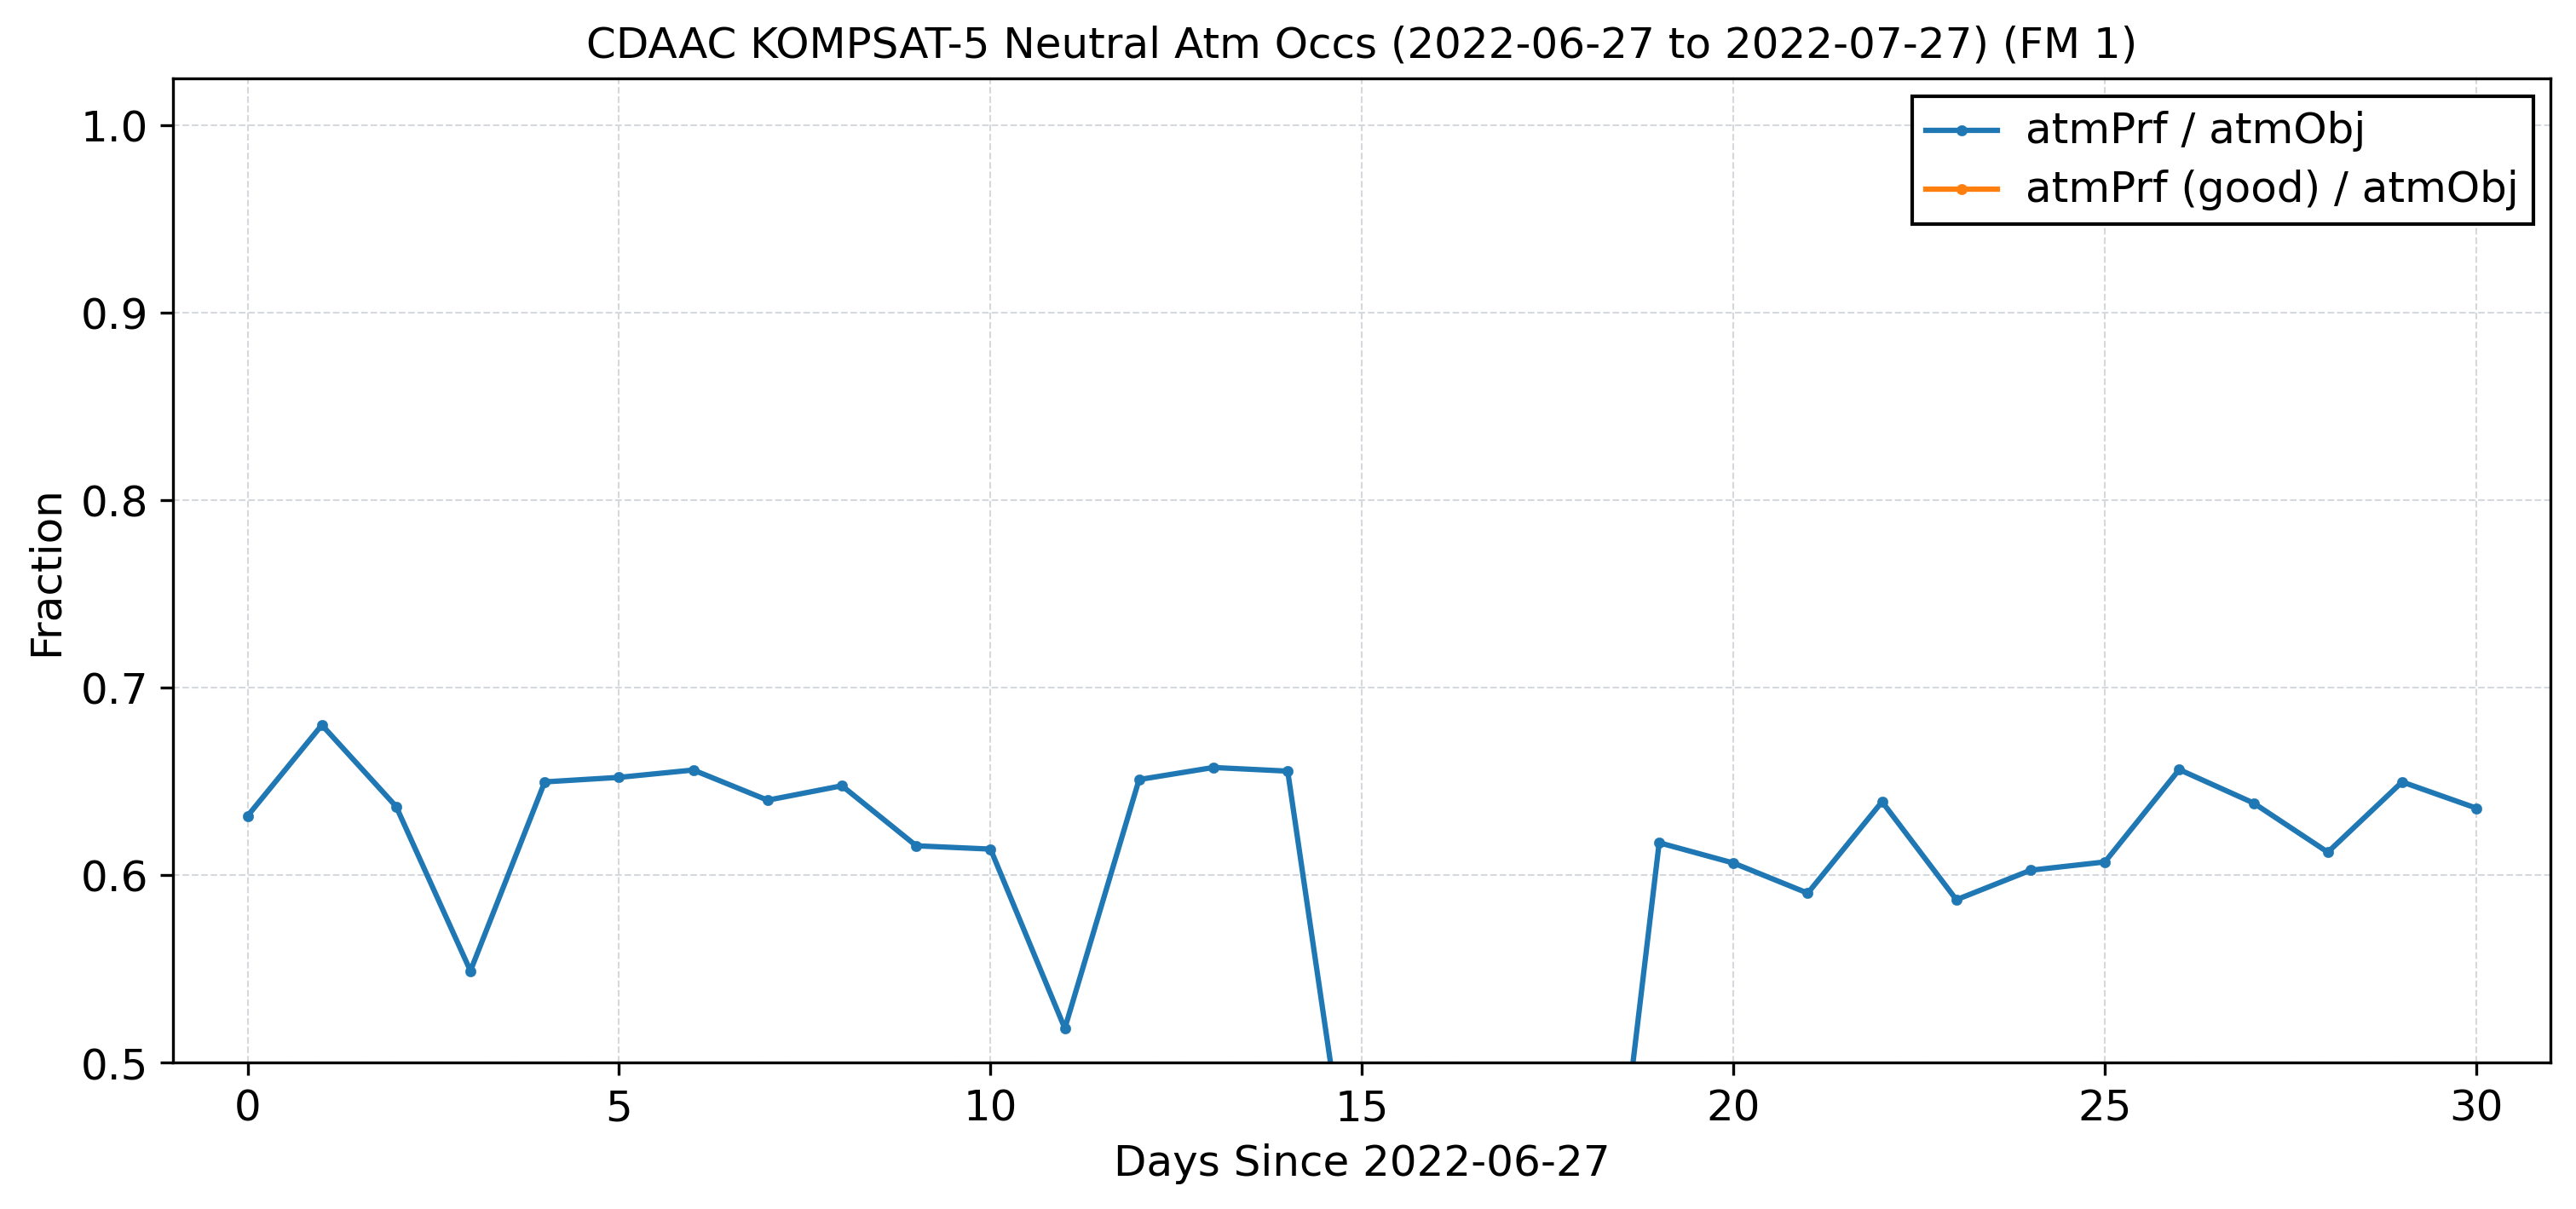 CDAAC KOMPSAT-5 Neutral Atm Occs (2022-06-27 to 2022-07-27) (FM 1)
atmPrf / atmObj
atmPrf (good) / atmObj
1.0
0.9
0.8
0.7
0.6
0.5
Fraction
0 5 10 15 20 25 30
Days Since 2022-06-27